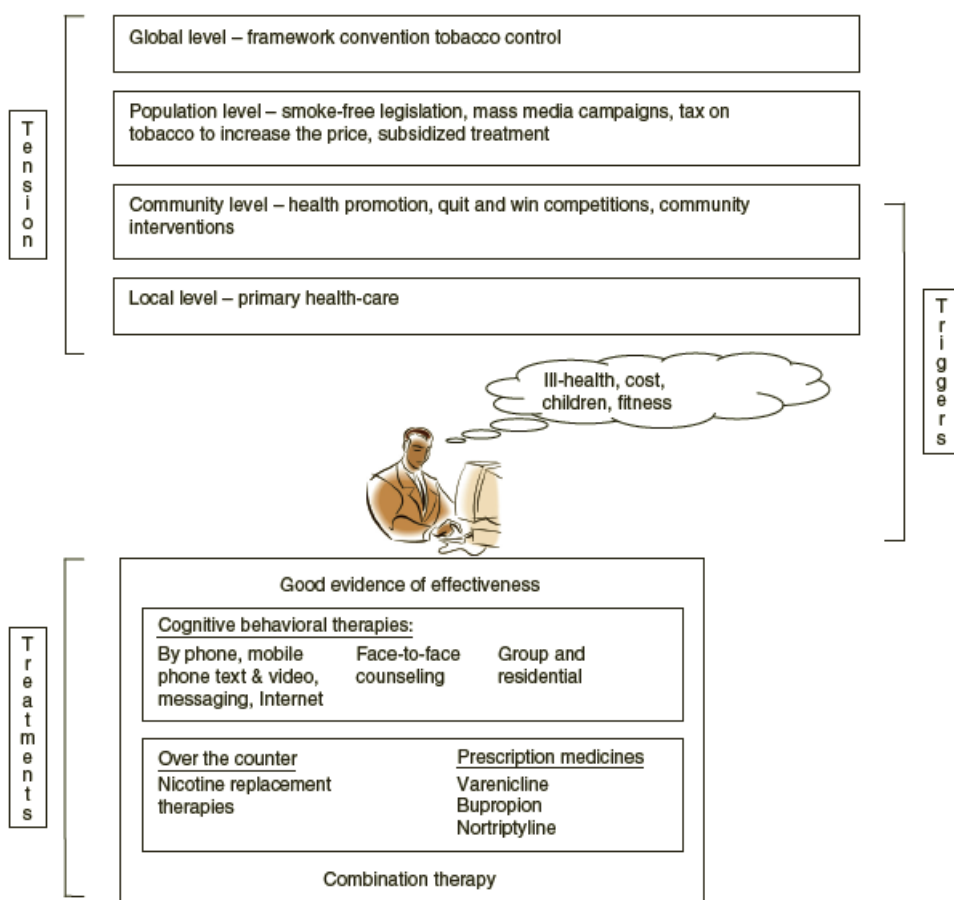 Global level – framework convention tobacco control
Tension
Population level – smoke-free legislation, mass media campaigns, tax on
tobacco to increase the price, subsidized treatment
Community level – health promotion, quit and win competitions, community
interventions
Local level – primary health-care
Triggers
Ill-health, cost,
children, fitness
Treatments
Good evidence of effectiveness
Cognitive behavioral therapies:
By phone, mobile
phone text & video,
messaging, Internet
Face-to-face
counseling
Group and
residential
Over the counter
Nicotine replacement
therapies
Prescription medicines
Varenicline
Bupropion
Nortriptyline
Combination therapy